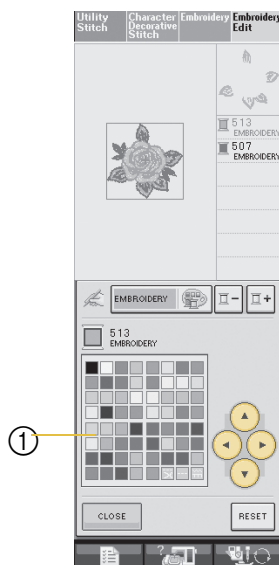 Utility
Stitch
Character
Decorative
Stitch
Embroidery
Embroidery
Edit
513
EMBROIDERY
507
EMBROIDERY
EMBROIDERY
-
+
513
EMBROIDERY
1
CLOSE
RESET
?